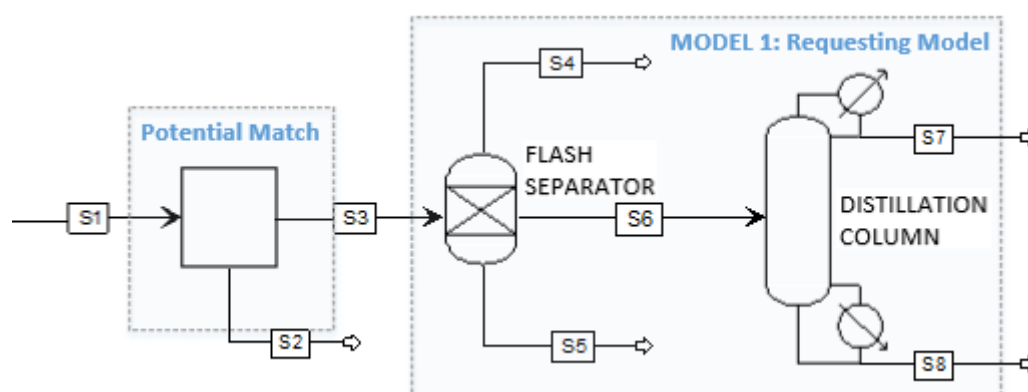 MODEL 1: Requesting Model
S4
Potential Match
FLASH
SEPARATOR
S7
S1
S3
S6
DISTILLATION
COLUMN
S2
S5
S8